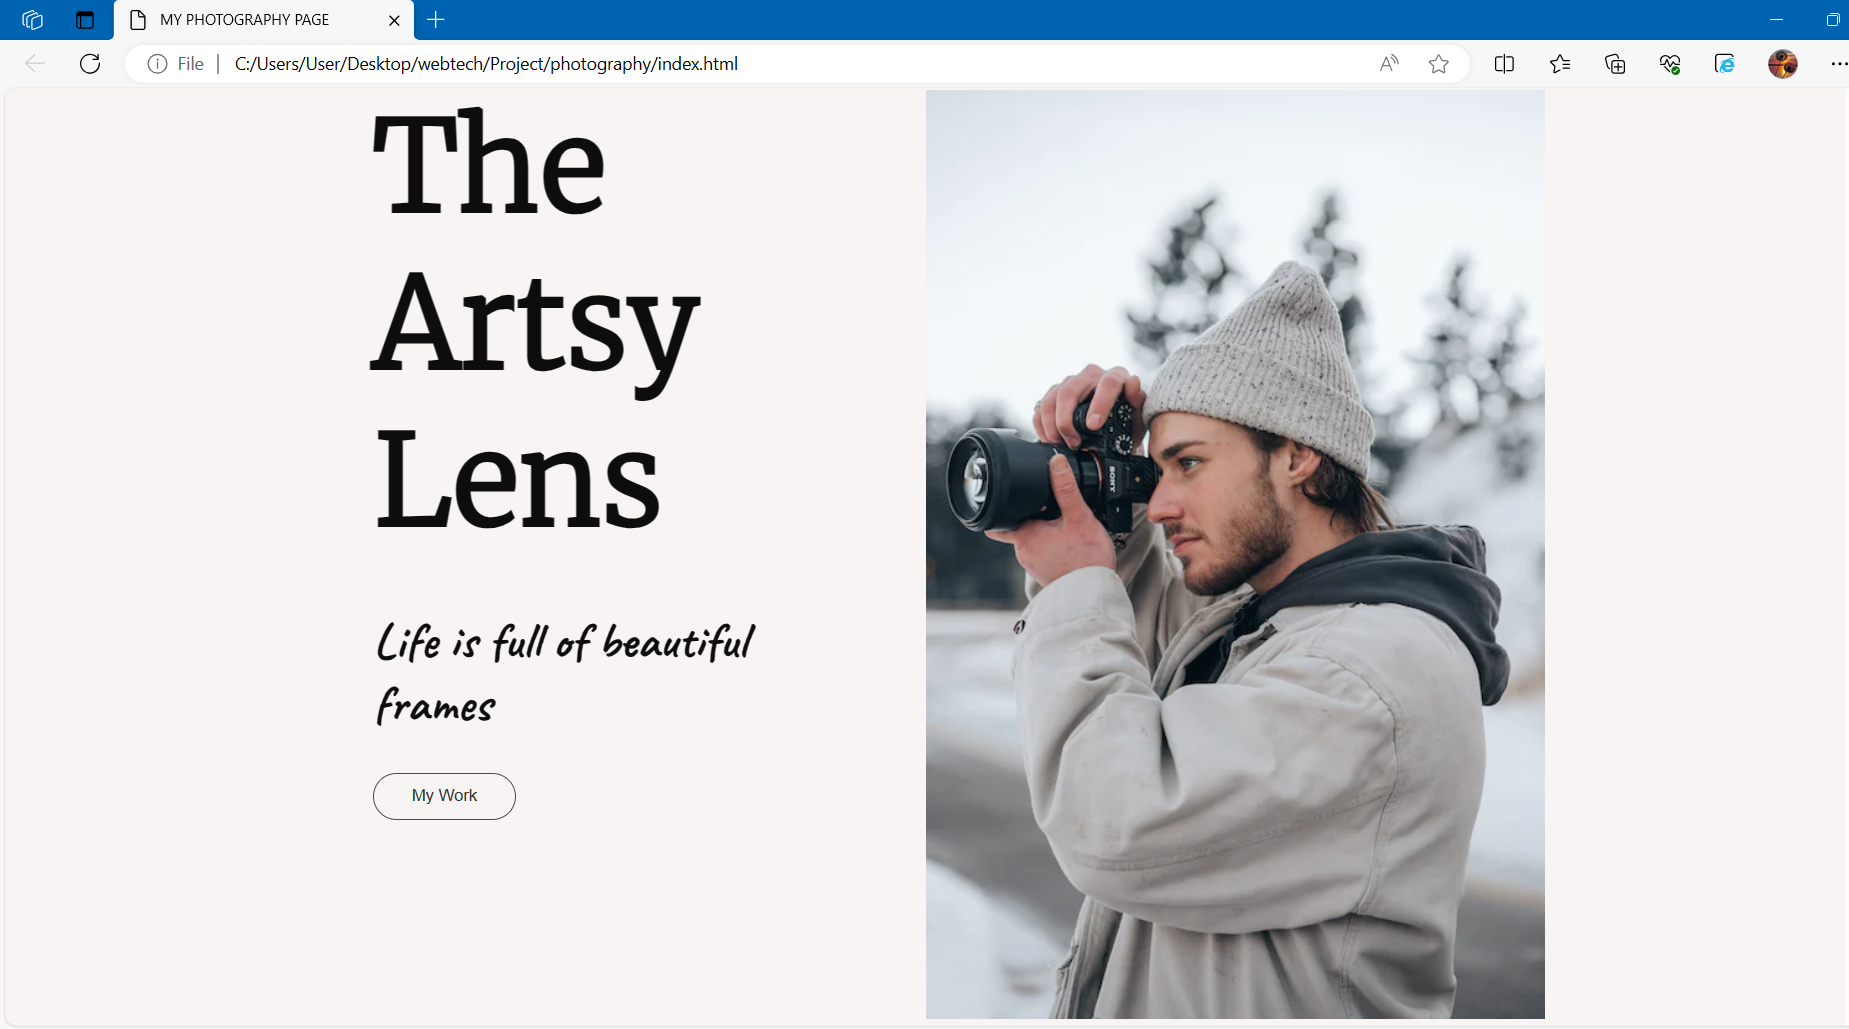 MY PHOTOGRAPHY PAGE
File C:/Users/User/Desktop/webtech/Project/photography/index.html
The
Artsy
Lens
SONY
Life is full of beautiful
frames
My Work